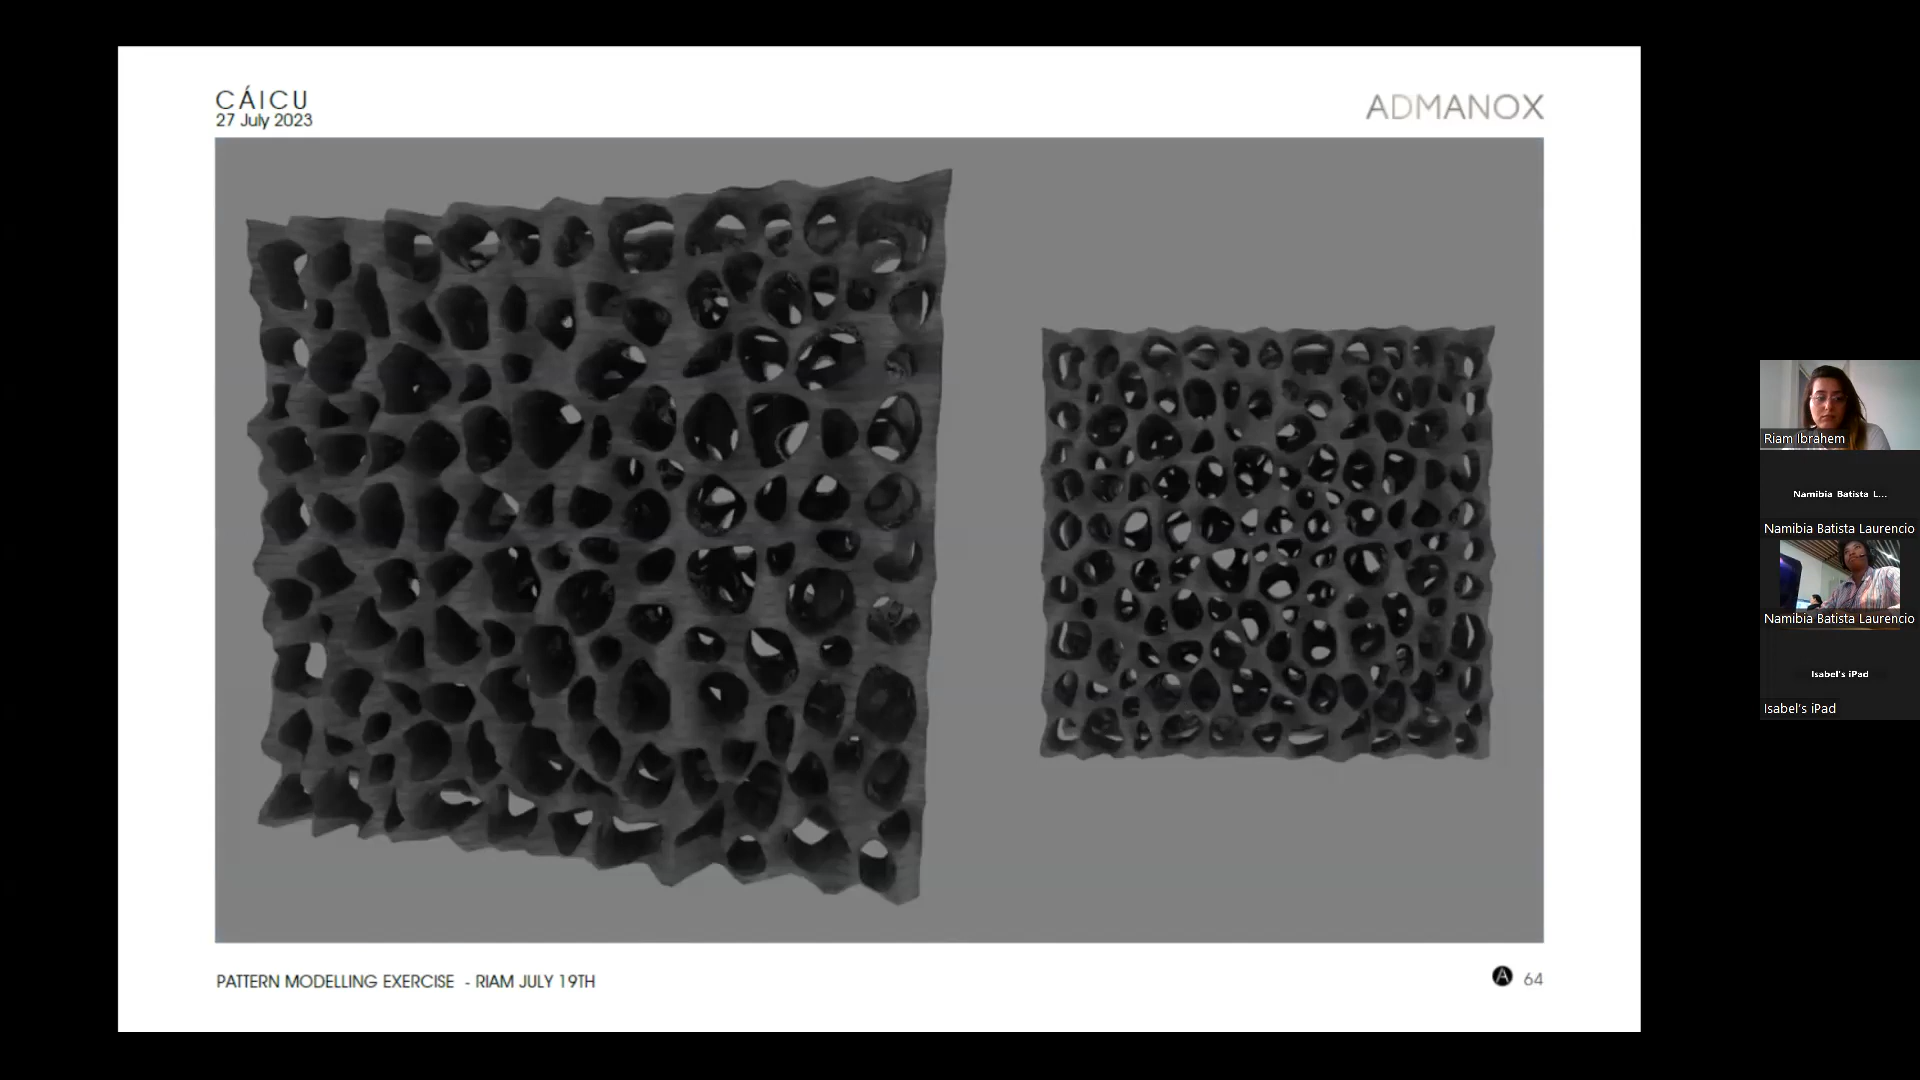 CÁICU
27 July 2023
ADMANOX
PATTERN MODELLING EXERCISE - RIAM JULY 19TH
A 64
Riam Ibrahem
Namibia Batista L...
Namibia Batista Laurencio
Namibia Batista Laurencio
Isabel's iPad
Isabel's iPad